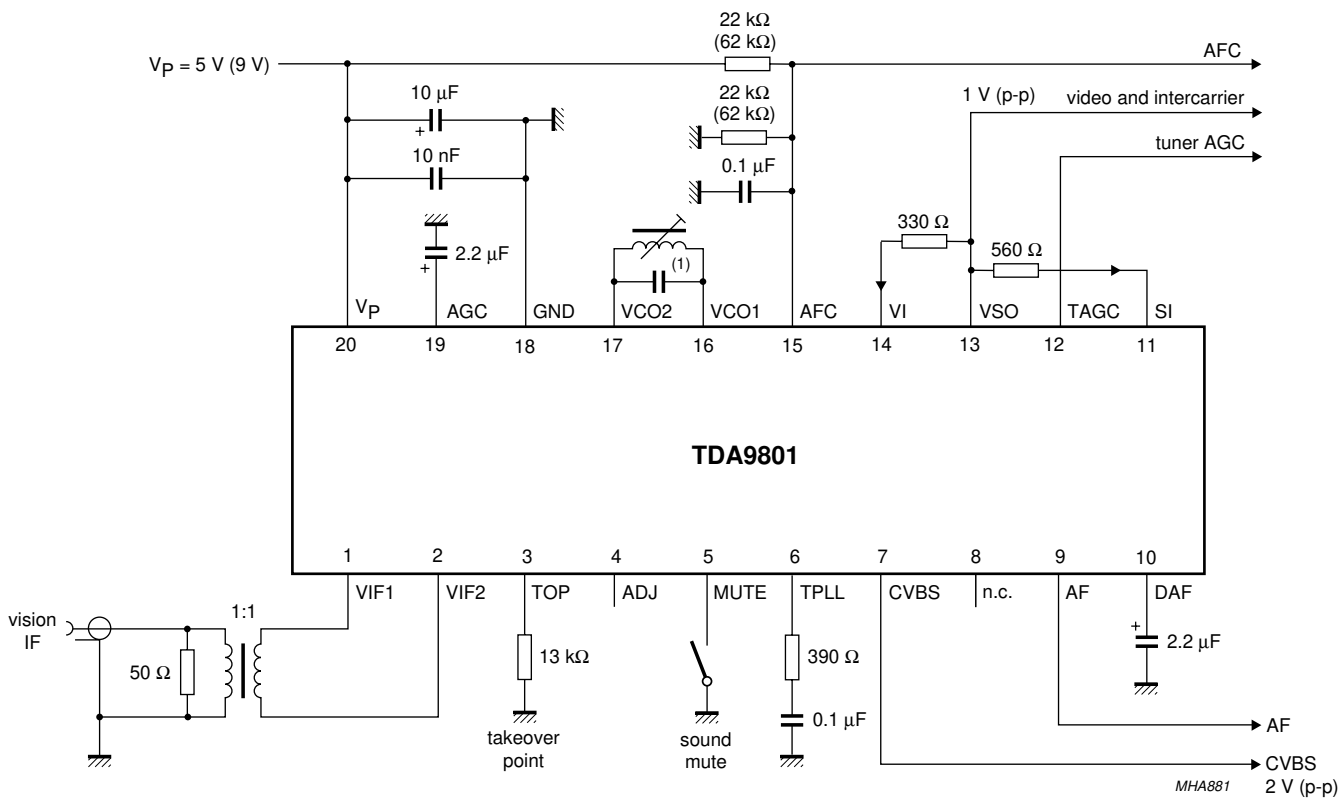 22 kΩ
(62 kΩ)
VP = 5 V (9 V)
AFC
10 μF
+
22 kΩ
(62 kΩ)
1 V (p-p)
video and intercarrier
10 nF
0.1 μF
tuner AGC
2.2 μF
+
(1)
330 Ω
560 Ω
VP
AGC
GND
VCO2
VCO1
AFC
VI
VSO
TAGC
SI
20
19
18
17
16
15
14
13
12
11
TDA9801
1
2
3
4
5
6
7
8
9
10
VIF1
VIF2
TOP
ADJ
MUTE
TPLL
CVBS
n.c.
AF
DAF
vision
IF
1:1
50 Ω
13 kΩ
390 Ω
+
2.2 μF
0.1 μF
takeover
point
sound
mute
AF
CVBS
2 V (p-p)
MHA881